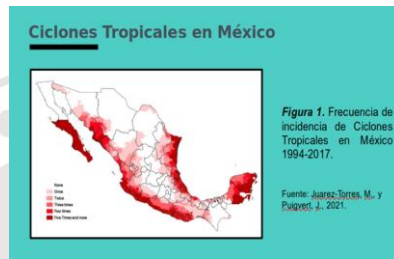 Ciclones Tropicales en México
Figura 1. Frecuencia de
incidencia de Ciclones
Tropicales en México
1994-2017.
None
Once
Twice
Three times
Four times
Five Times and more
Fuente: Juarez-Torres, M., y
Puigvert, J., 2021.